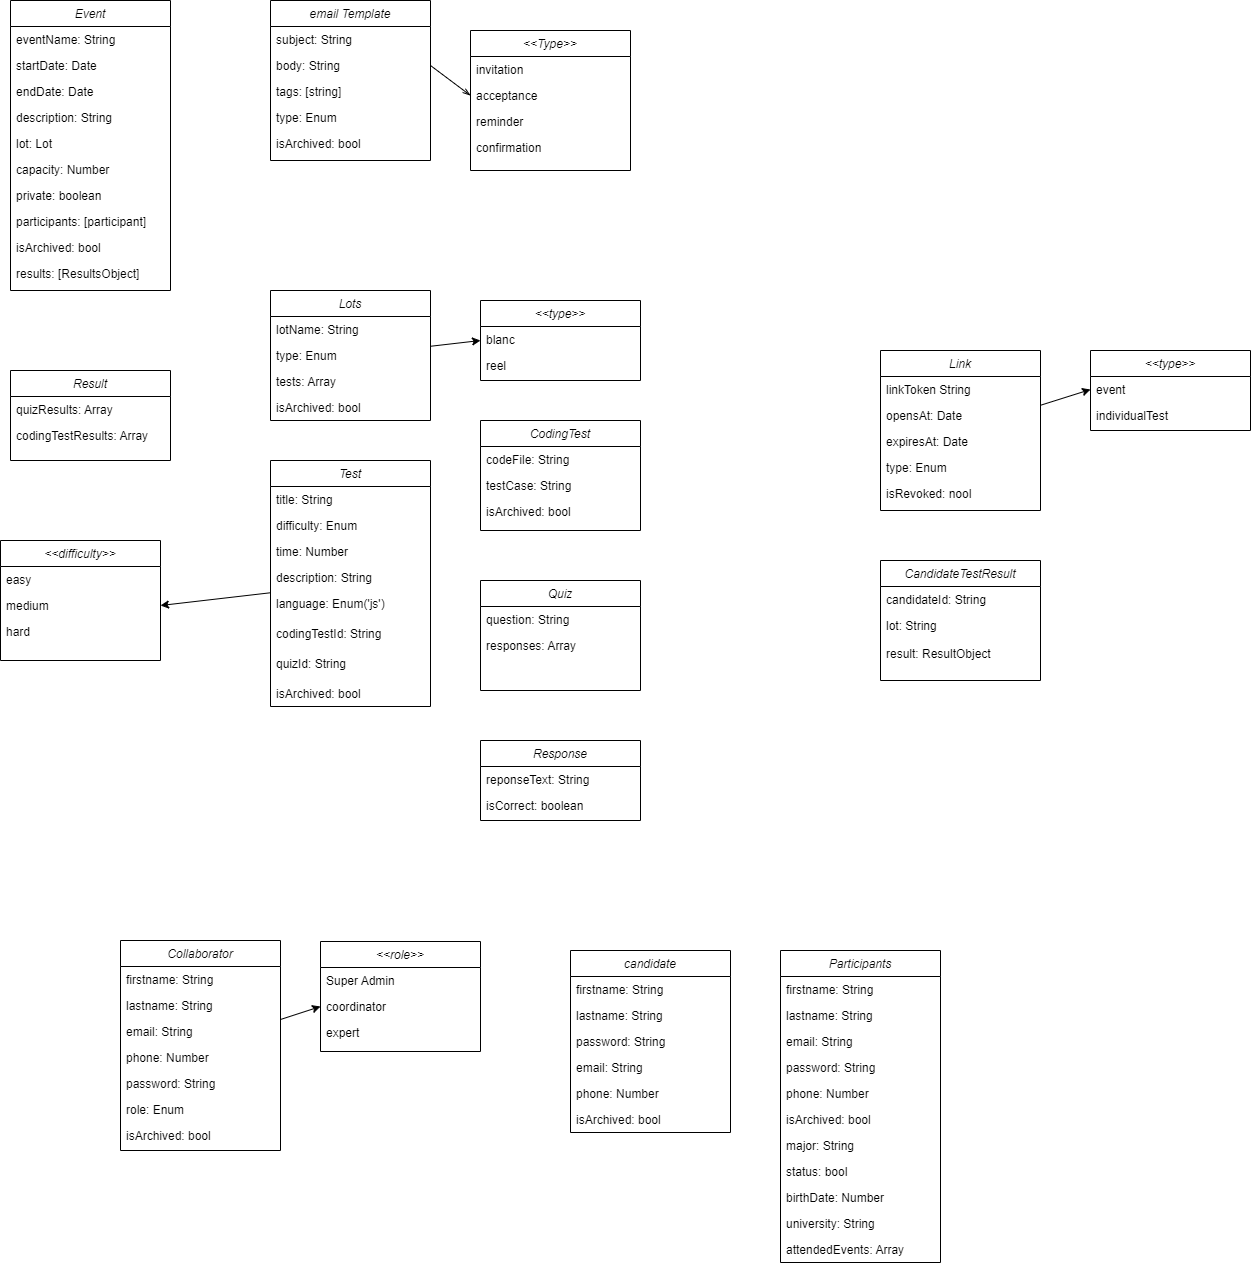 Event
eventName: String
startDate: Date
endDate: Date
description: String
lot: Lot
capacity: Number
private: boolean
participants: [participant]
isArchived: bool
results: [ResultsObject]
email Template
subject: String
body: String
tags: [string]
type: Enum
isArchived: bool
<<Type>>
invitation
acceptance
reminder
confirmation
Lots
lotName: String
type: Enum
tests: Array
isArchived: bool
<<type>>
blanc
reel
Link
linkToken String
opensAt: Date
expiresAt: Date
type: Enum
isRevoked: nool
<<type>>
event
individualTest
Result
quizResults: Array
codingTestResults: Array
CodingTest
codeFile: String
testCase: String
isArchived: bool
Test
title: String
difficulty: Enum
time: Number
description: String
language: Enum('js')
codingTestId: String
quizId: String
isArchived: bool
<<difficulty>>
easy
medium
hard
Quiz
question: String
responses: Array
CandidateTestResult
candidateId: String
lot: String
result: ResultObject
Response
reponseText: String
isCorrect: boolean
Collaborator
firstname: String
lastname: String
email: String
phone: Number
password: String
role: Enum
isArchived: bool
<<role>>
Super Admin
coordinator
expert
candidate
firstname: String
lastname: String
password: String
email: String
phone: Number
isArchived: bool
Participants
firstname: String
lastname: String
email: String
password: String
phone: Number
isArchived: bool
major: String
status: bool
birthDate: Number
university: String
attendedEvents: Array